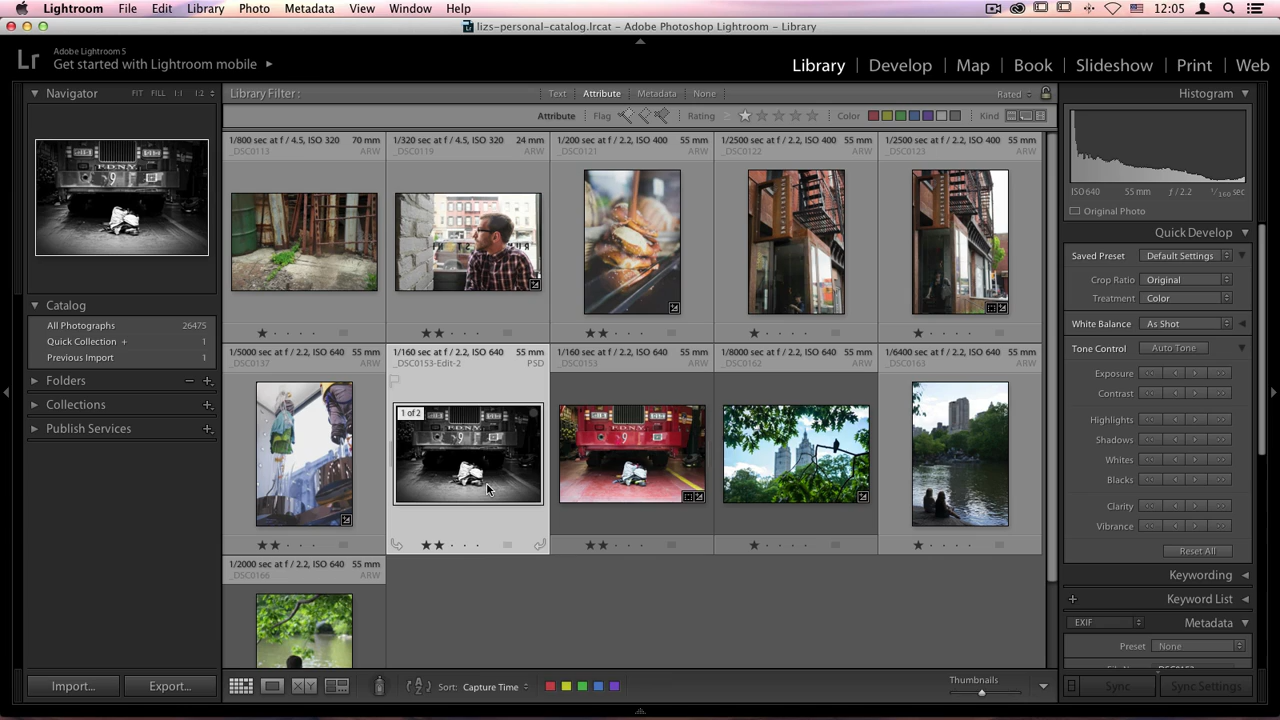 Lightroom File Edit Library Photo Metadata View Window Help 12:05
lizs-personal-catalog.lrcat – Adobe Photoshop Lightroom – Library
Lr Adobe Lightroom 5
Get started with Lightroom mobile
Library Develop Map Book Slideshow Print Web
Navigator FIT FILL 1:1 1:2
Library Filter : Text Attribute Metadata None Rated
Histogram
Attribute Flag Rating Color Kind
1/800 sec at f / 4.5, ISO 320 70 mm
_DSC0113 ARW
1/320 sec at f / 4.5, ISO 320 24 mm
_DSC0119 ARW
1/200 sec at f / 2.2, ISO 400 55 mm
_DSC0121 ARW
1/2500 sec at f / 2.2, ISO 640 55 mm
_DSC0122 ARW
1/2500 sec at f / 2.2, ISO 640 55 mm
_DSC0123 ARW
ISO 640 55 mm f / 2.2 1/160 sec
Original Photo
Quick Develop
Saved Preset Default Settings
Crop Ratio Original
Treatment Color
White Balance As Shot
Tone Control Auto Tone
Exposure
Contrast
Highlights
Shadows
Whites
Blacks
Clarity
Vibrance
Reset All
Keywording
+ Keyword List
EXIF Metadata
Preset None
Catalog
All Photographs 26475
Quick Collection + 1
Previous Import 1
Folders
Collections
Publish Services
1/5000 sec at f / 2.2, ISO 640 55 mm
_DSC0137 ARW
1/160 sec at f / 2.2, ISO 640 55 mm
_DSC0153-Edit-2 PSD
1 of 2
F.D.N.Y.
9
1/160 sec at f / 2.2, ISO 640 55 mm
_DSC0153 ARW
9
1/8000 sec at f / 2.2, ISO 640 55 mm
_DSC0162 ARW
1/6400 sec at f / 2.2, ISO 640 55 mm
_DSC0163 ARW
1/2000 sec at f / 2.2, ISO 640 55 mm
_DSC0166 ARW
Import... Export...
Sort: Capture Time
Thumbnails
Sync Sync Settings